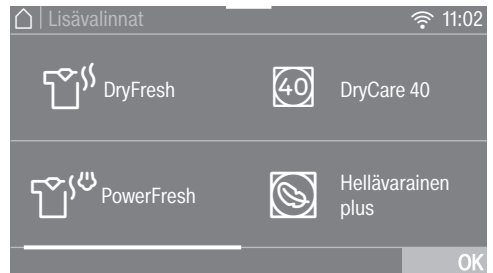 Lisävalinnat
11:02
DryFresh
40
DryCare 40
PowerFresh
Hellävarainen
plus
OK